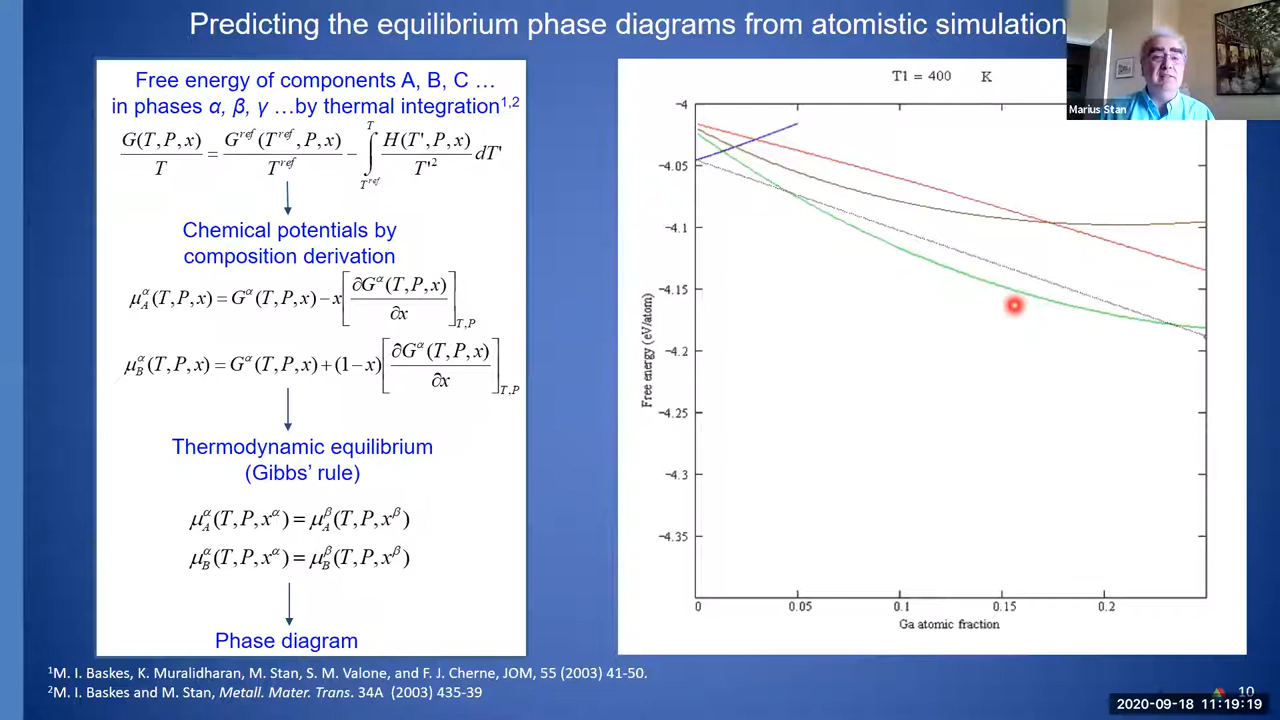 Predicting the equilibrium phase diagrams from atomistic simulation
Marius Stan
Free energy of components A, B, C …
in phases α, β, γ …by thermal integration¹,²
G(T,P,x)/T = G^ref(T^ref,P,x)/T^ref − ∫_{T^ref}^{T} H(T',P,x)/T'² dT'
Chemical potentials by
composition derivation
μ_A^α(T,P,x) = G^α(T,P,x) − x[∂G^α(T,P,x)/∂x]_{T,P}
μ_B^α(T,P,x) = G^α(T,P,x) + (1−x)[∂G^α(T,P,x)/∂x]_{T,P}
Thermodynamic equilibrium
(Gibbs’ rule)
μ_A^α(T,P,x^α) = μ_A^β(T,P,x^β)
μ_B^α(T,P,x^α) = μ_B^β(T,P,x^β)
Phase diagram
T1 = 400 K
−4
−4.05
−4.1
−4.15
−4.2
−4.25
−4.3
−4.35
Free energy (eV/atom)
0 0.05 0.1 0.15 0.2
Ga atomic fraction
¹M. I. Baskes, K. Muralidharan, M. Stan, S. M. Valone, and F. J. Cherne, JOM, 55 (2003) 41-50.
²M. I. Baskes and M. Stan, Metall. Mater. Trans. 34A (2003) 435-39
10
2020-09-18 11:19:19